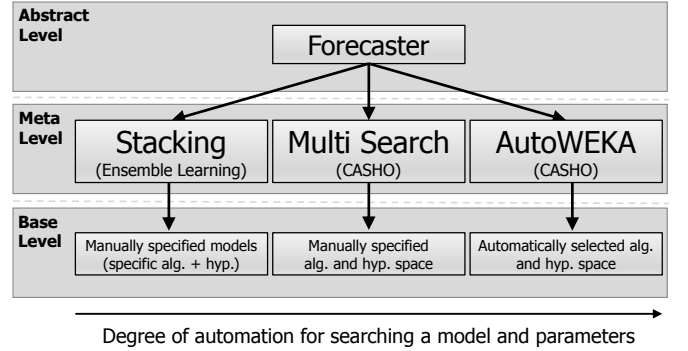 Abstract
Level
Forecaster
Meta
Level
Stacking
(Ensemble Learning)
Multi Search
(CASHO)
AutoWEKA
(CASHO)
Base
Level
Manually specified models
(specific alg. + hyp.)
Manually specified
alg. and hyp. space
Automatically selected alg.
and hyp. space
Degree of automation for searching a model and parameters